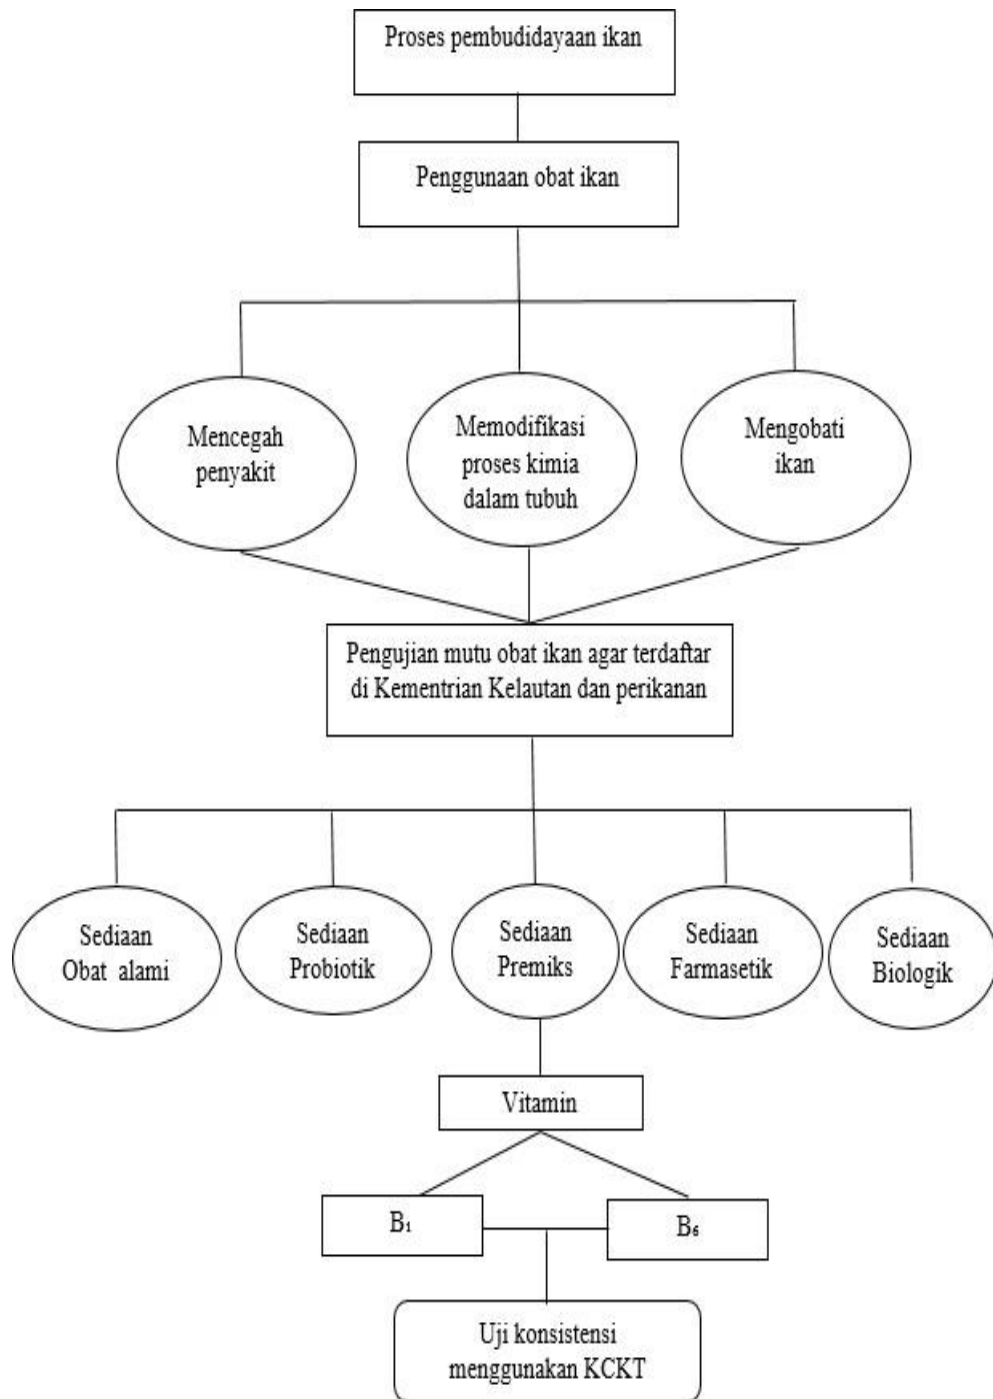 Proses pembudidayaan ikan
Penggunaan obat ikan
Mencegah
penyakit
Memodifikasi
proses kimia
dalam tubuh
Mengobati
ikan
Pengujian mutu obat ikan agar terdaftar
di Kementrian Kelautan dan perikanan
Sediaan
Obat alami
Sediaan
Probiotik
Sediaan
Premiks
Sediaan
Farmasetik
Sediaan
Biologik
Vitamin
B₁
B₆
Uji konsistensi
menggunakan KCKT